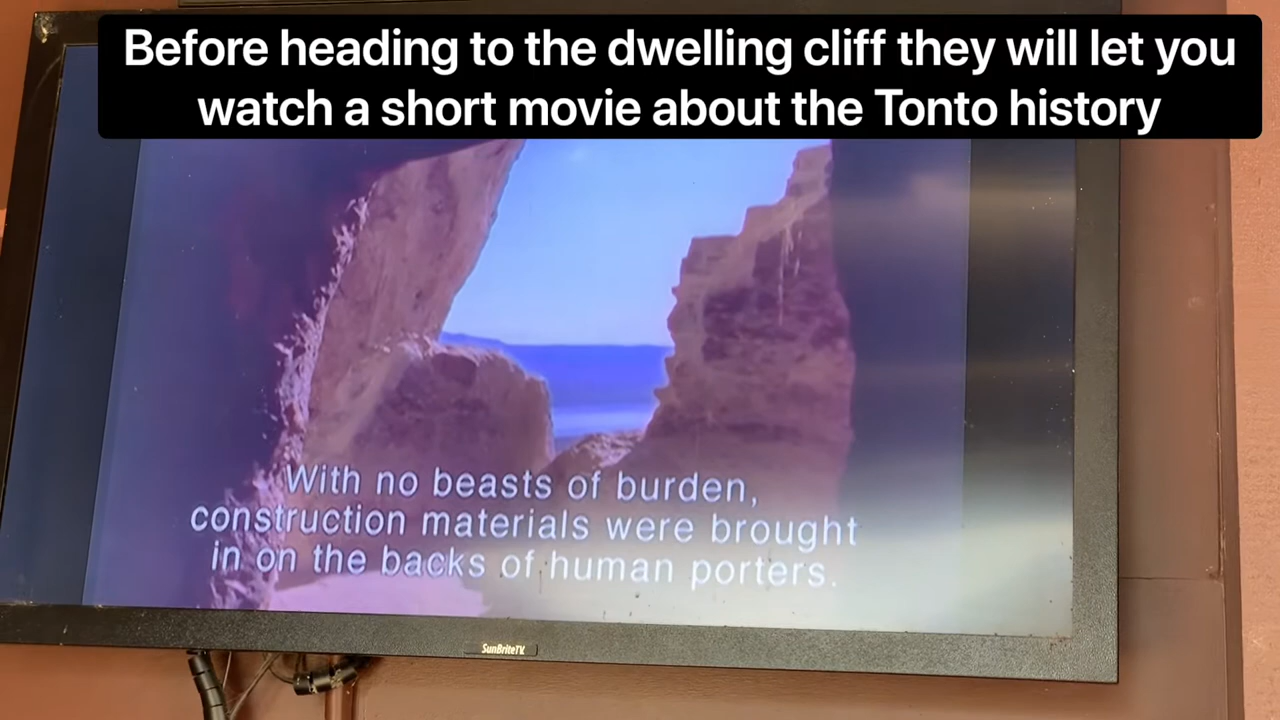 Before heading to the dwelling cliff they will let you
watch a short movie about the Tonto history
With no beasts of burden,
construction materials were brought
in on the backs of human porters.
SunBriteTV